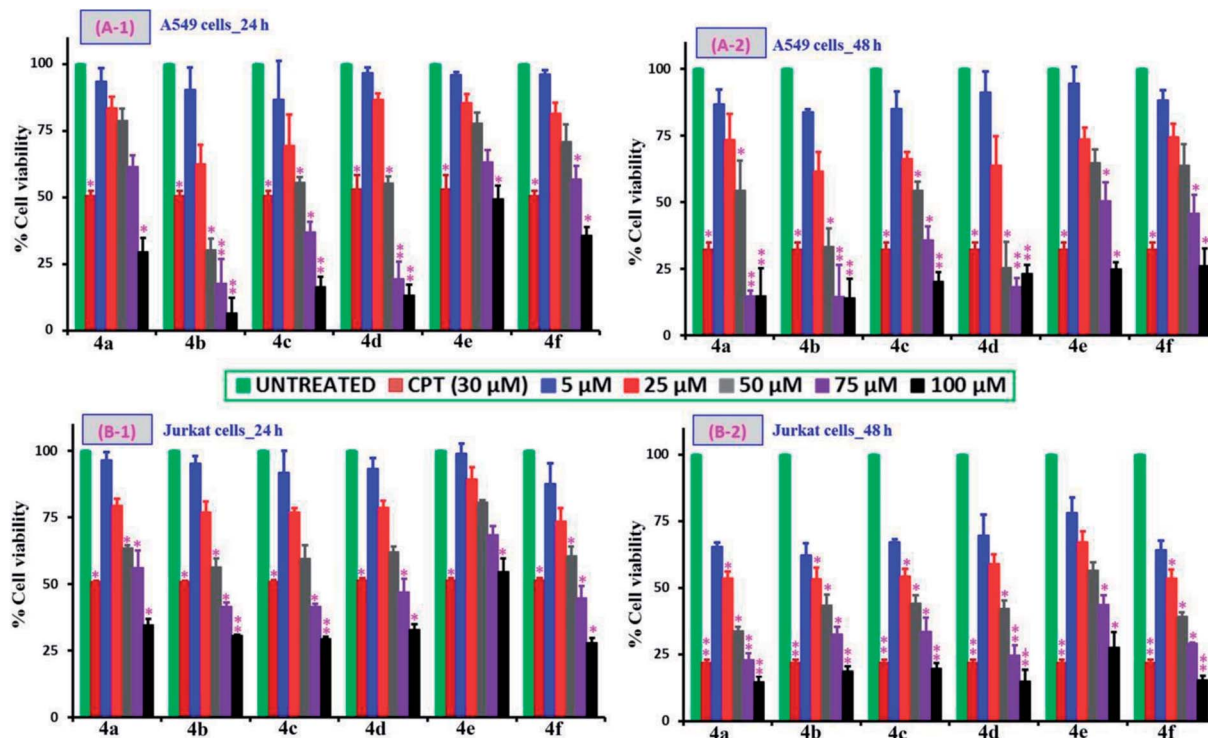 (A-1) A549 cells_24 h
% Cell viability
100
75
50
25
0
4a 4b 4c 4d 4e 4f
(A-2) A549 cells_48 h
% Cell viability
100
75
50
25
0
4a 4b 4c 4d 4e 4f
UNTREATED CPT (30 µM) 5 µM 25 µM 50 µM 75 µM 100 µM
(B-1) Jurkat cells_24 h
% Cell viability
100
75
50
25
0
4a 4b 4c 4d 4e 4f
(B-2) Jurkat cells_48 h
% Cell viability
100
75
50
25
0
4a 4b 4c 4d 4e 4f